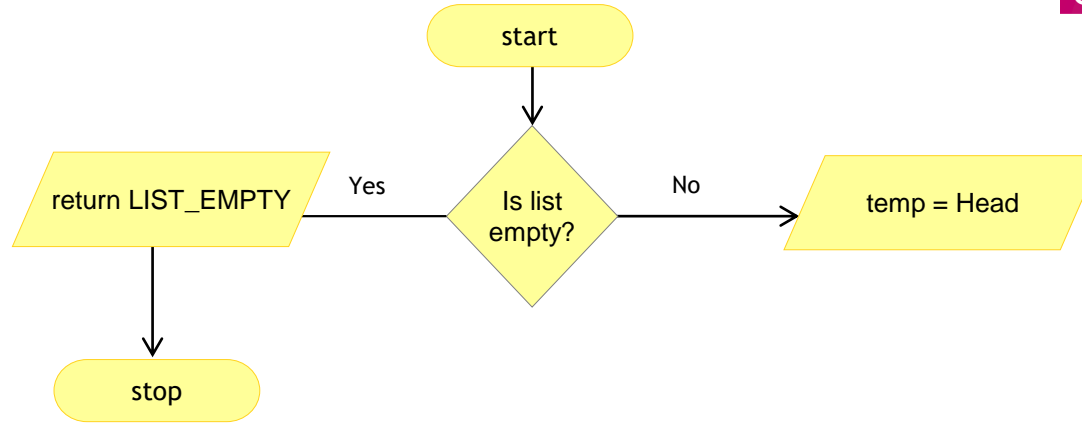 start
Is list
empty?
Yes
No
return LIST_EMPTY
temp = Head
stop